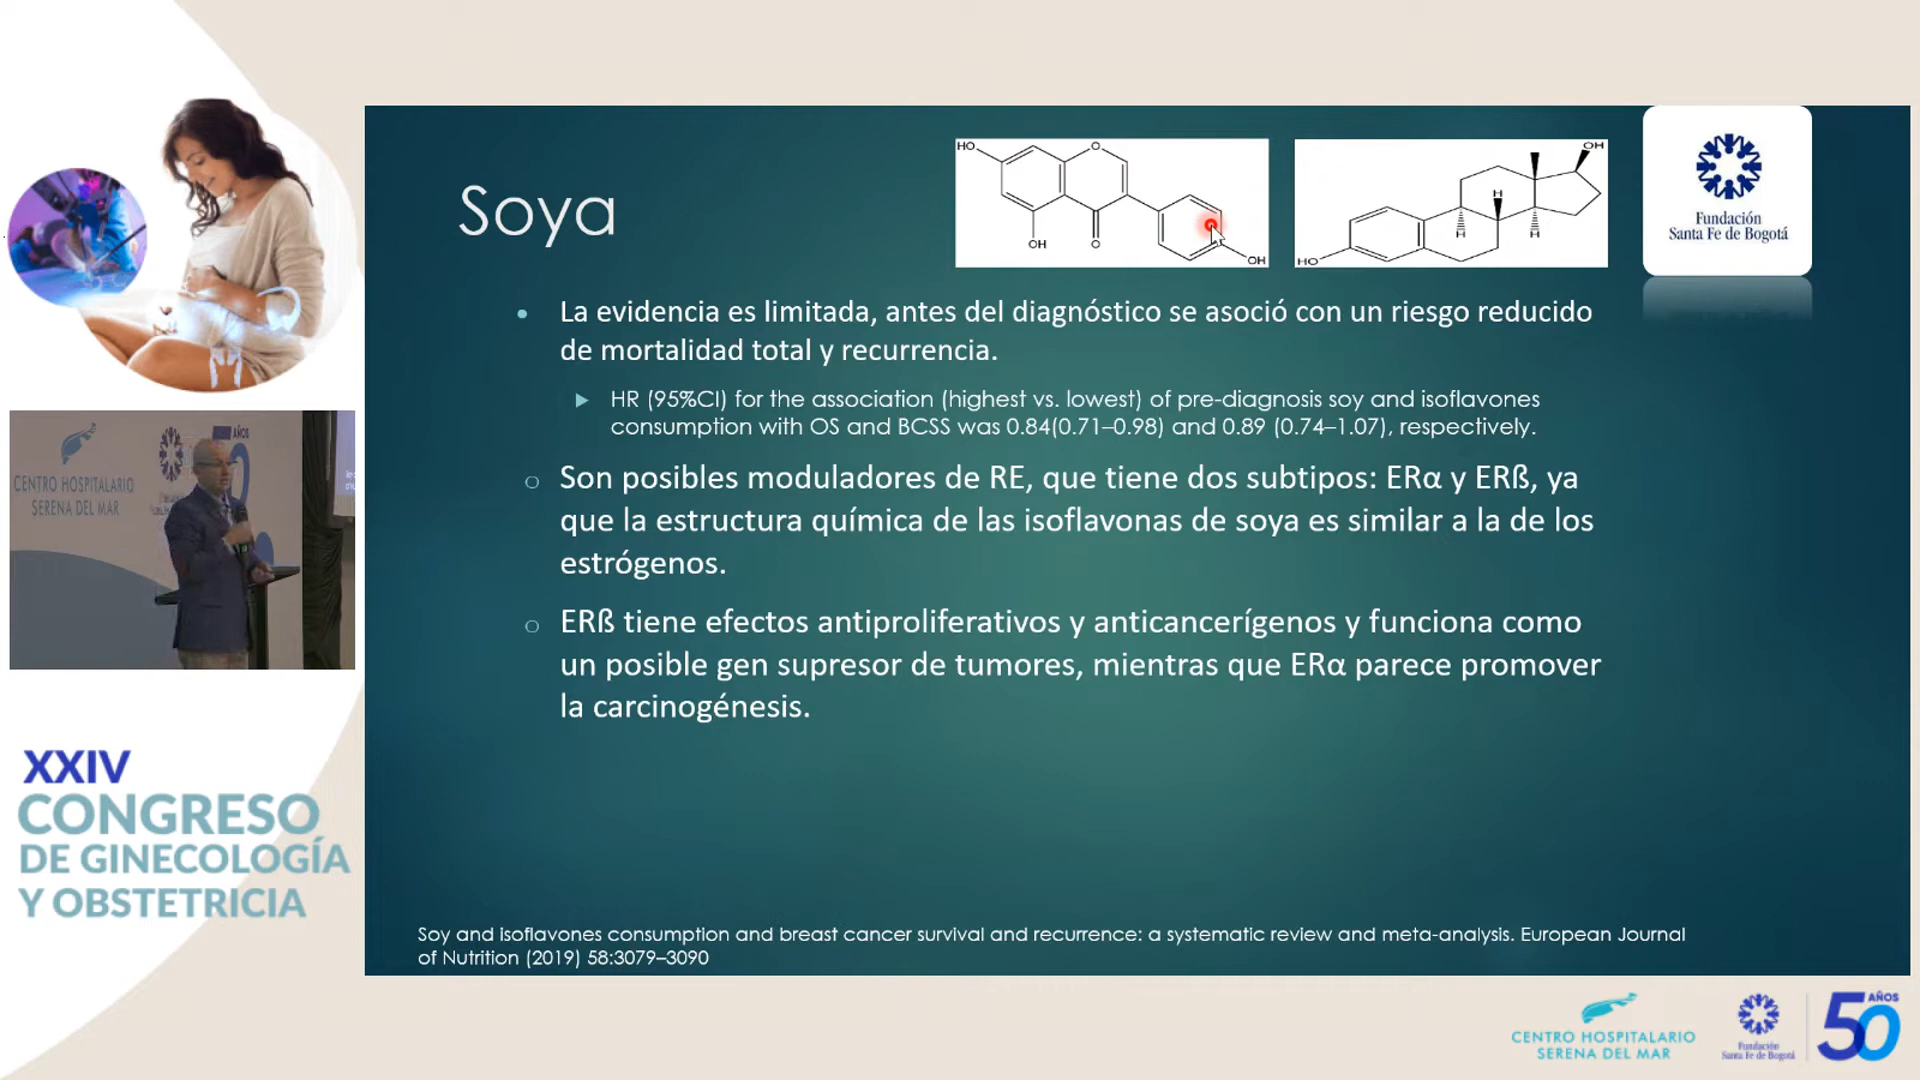 HO
O
OH
O
OH
OH
H
H
H
HO
Fundación
Santa Fe de Bogotá
Soya
La evidencia es limitada, antes del diagnóstico se asoció con un riesgo reducido
de mortalidad total y recurrencia.
HR (95%CI) for the association (highest vs. lowest) of pre-diagnosis soy and isoflavones
consumption with OS and BCSS was 0.84(0.71–0.98) and 0.89 (0.74–1.07), respectively.
Son posibles moduladores de RE, que tiene dos subtipos: ERα y ERß, ya
que la estructura química de las isoflavonas de soya es similar a la de los
estrógenos.
ERß tiene efectos antiproliferativos y anticancerígenos y funciona como
un posible gen supresor de tumores, mientras que ERα parece promover
la carcinogénesis.
Soy and isoflavones consumption and breast cancer survival and recurrence: a systematic review and meta-analysis. European Journal
of Nutrition (2019) 58:3079–3090
CENTRO HOSPITALARIO
SERENA DEL MAR
AÑOS
XXIV
CONGRESO
DE GINECOLOGÍA
Y OBSTETRICIA
CENTRO HOSPITALARIO
SERENA DEL MAR
Fundación
Santa Fe de Bogotá
50
AÑOS